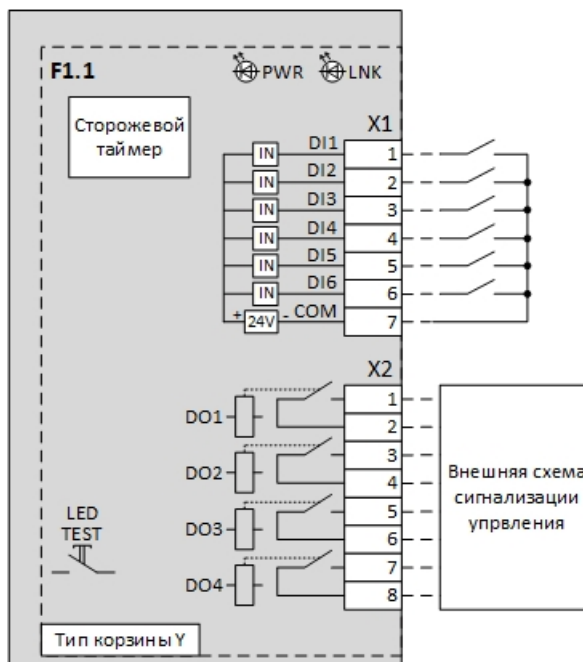 F1.1
PWR
LNK
Сторожевой
таймер
X1
IN DI1 1
IN DI2 2
IN DI3 3
IN DI4 4
IN DI5 5
IN DI6 6
+ 24V - COM 7
X2
1
DO1
2
3
DO2
4
5
DO3
6
7
DO4
8
Внешняя схема
сигнализации
упрвления
LED
TEST
Тип корзины Y